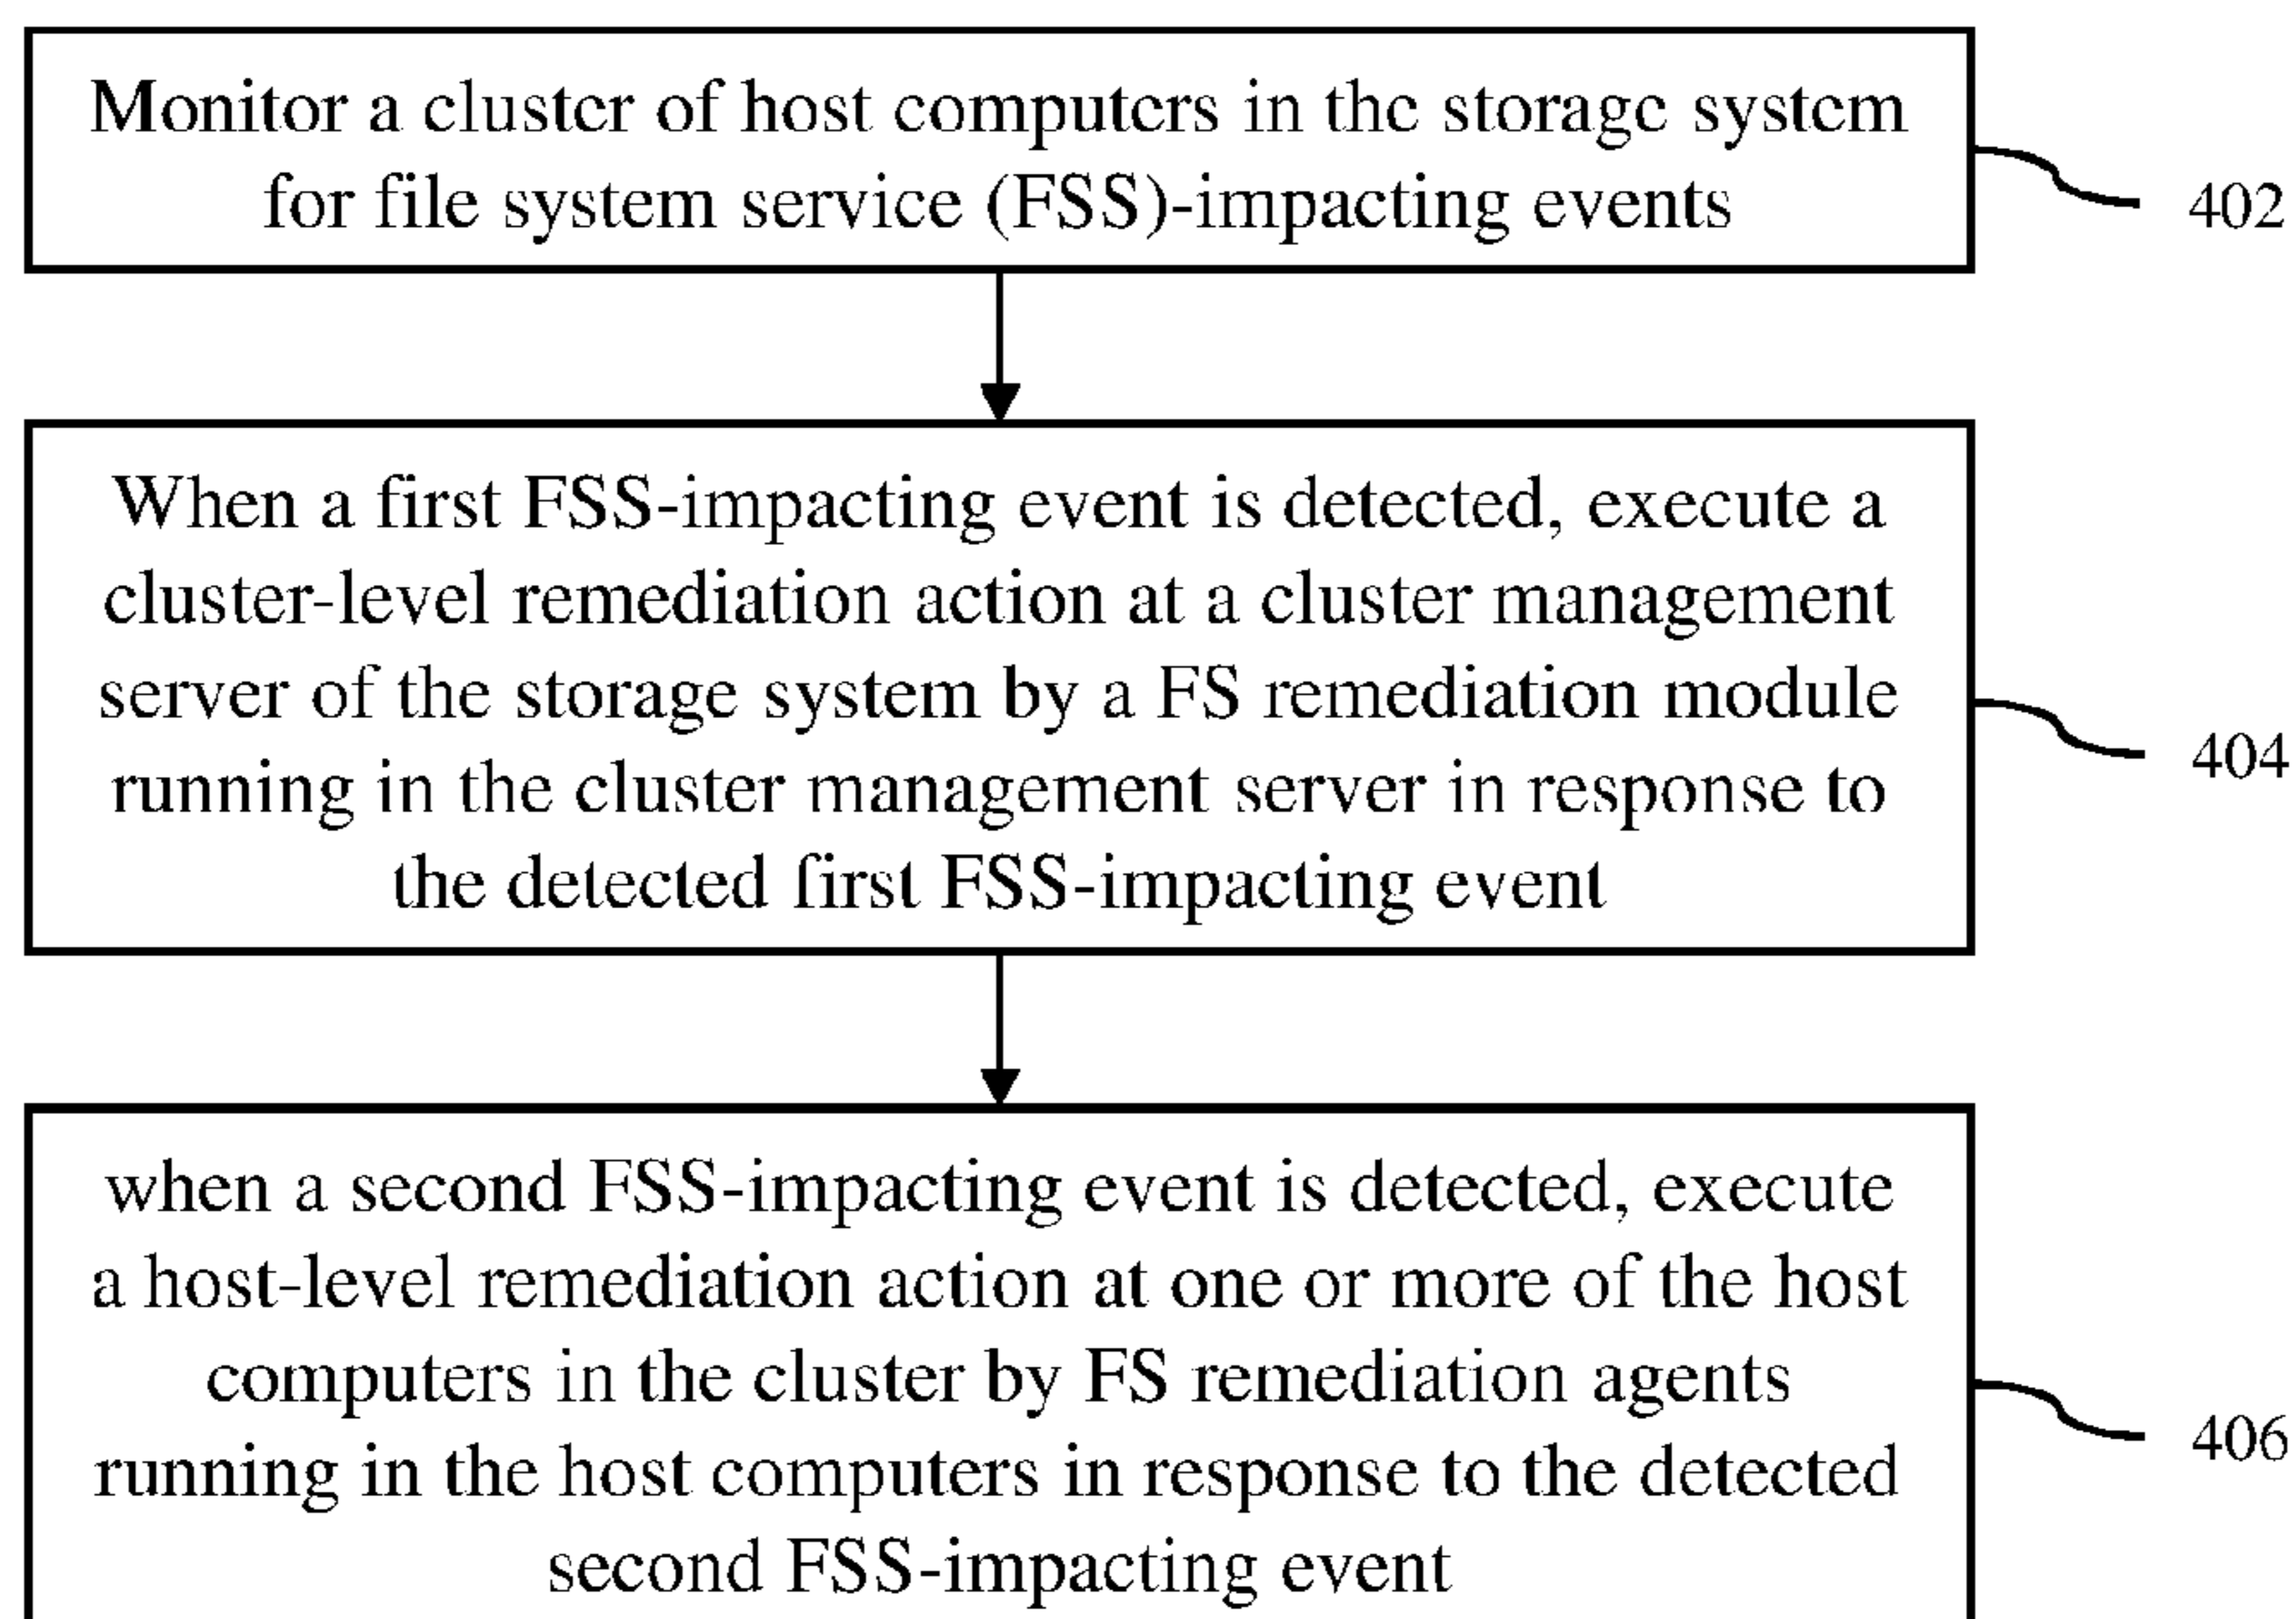 Monitor a cluster of host computers in the storage system
for file system service (FSS)-impacting events
402
When a first FSS-impacting event is detected, execute a
cluster-level remediation action at a cluster management
server of the storage system by a FS remediation module
running in the cluster management server in response to
the detected first FSS-impacting event
404
when a second FSS-impacting event is detected, execute
a host-level remediation action at one or more of the host
computers in the cluster by FS remediation agents
running in the host computers in response to the detected
second FSS-impacting event
406